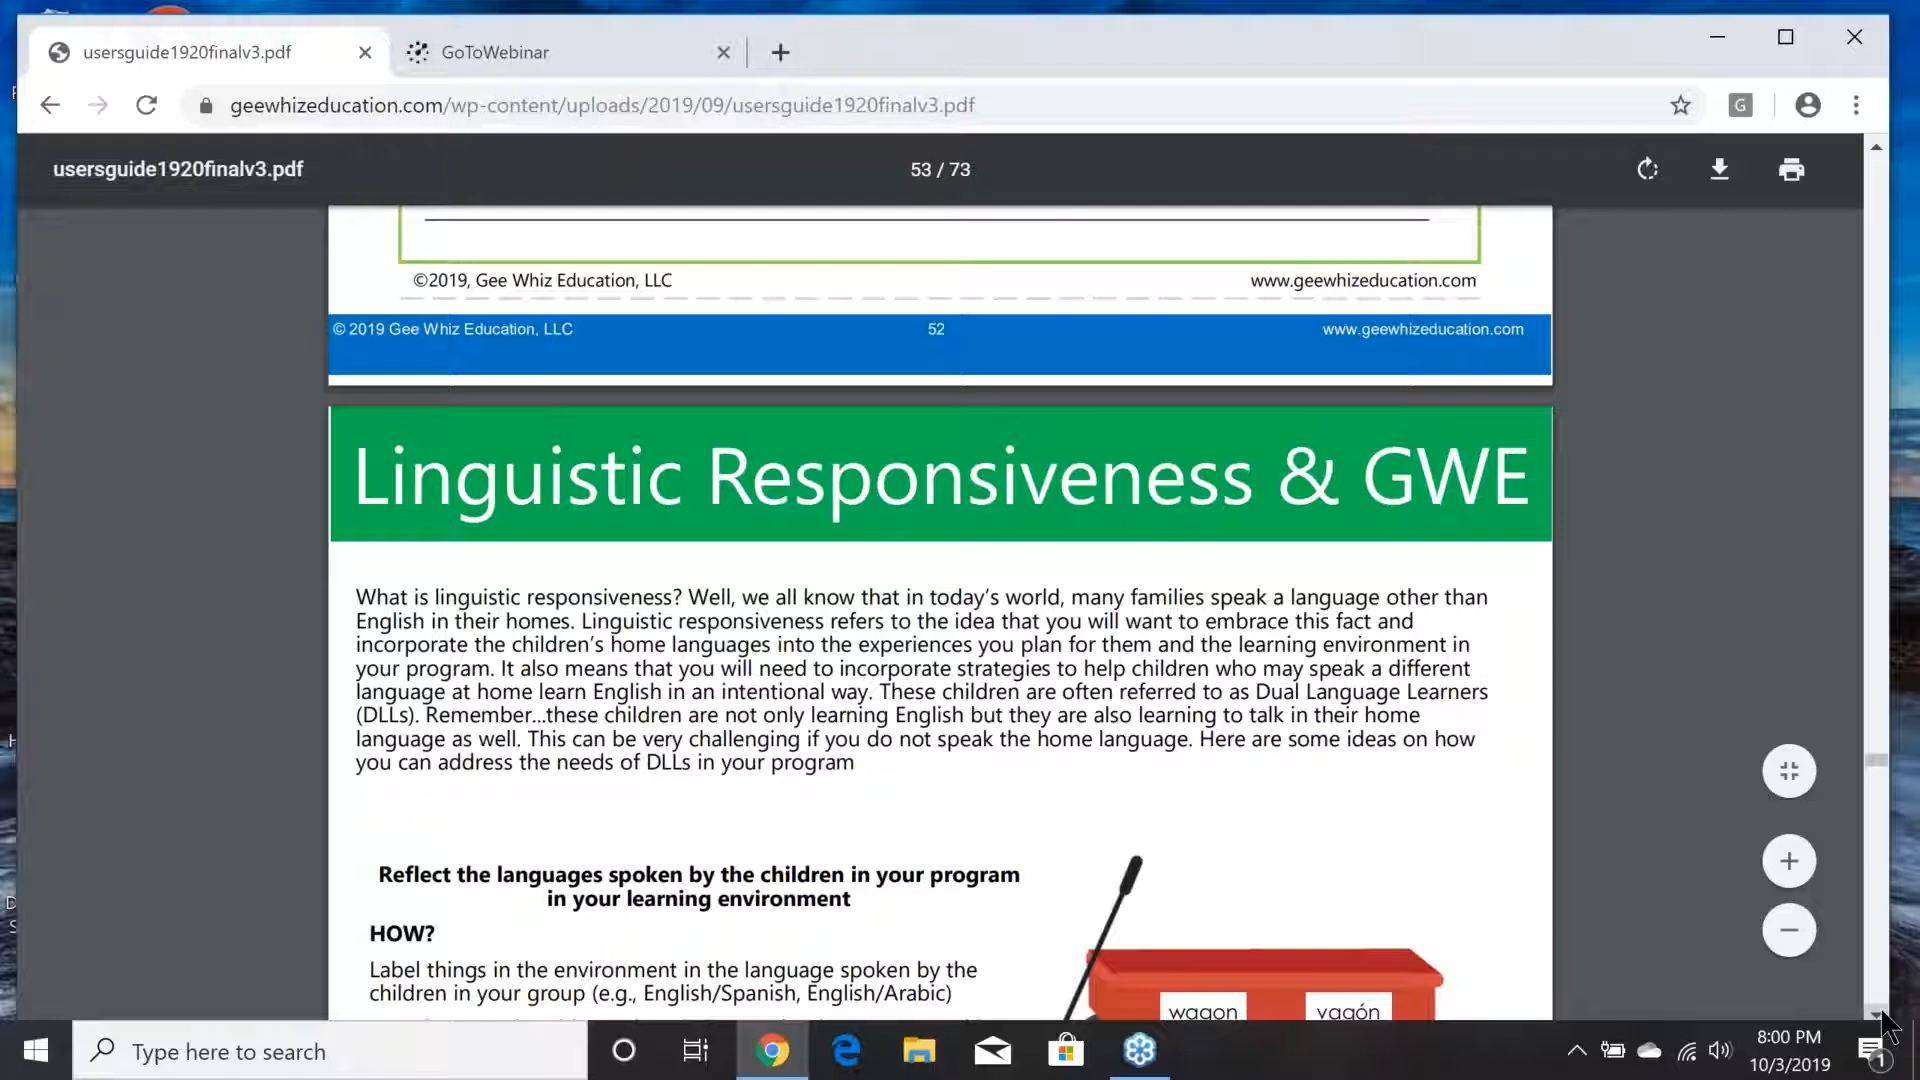 usersguide1920finalv3.pdf
GoToWebinar
geewhizeducation.com/wp-content/uploads/2019/09/usersguide1920finalv3.pdf
G
usersguide1920finalv3.pdf
53 / 73
©2019, Gee Whiz Education, LLC www.geewhizeducation.com
© 2019 Gee Whiz Education, LLC 52 www.geewhizeducation.com
Linguistic Responsiveness & GWE
What is linguistic responsiveness? Well, we all know that in today's world, many families speak a language other than
English in their homes. Linguistic responsiveness refers to the idea that you will want to embrace this fact and
incorporate the children's home languages into the experiences you plan for them and the learning environment in
your program. It also means that you will need to incorporate strategies to help children who may speak a different
language at home learn English in an intentional way. These children are often referred to as Dual Language Learners
(DLLs). Remember...these children are not only learning English but they are also learning to talk in their home
language as well. This can be very challenging if you do not speak the home language. Here are some ideas on how
you can address the needs of DLLs in your program
Reflect the languages spoken by the children in your program
in your learning environment
HOW?
Label things in the environment in the language spoken by the
children in your group (e.g., English/Spanish, English/Arabic)
wagon vagón
Type here to search
8:00 PM
10/3/2019
1